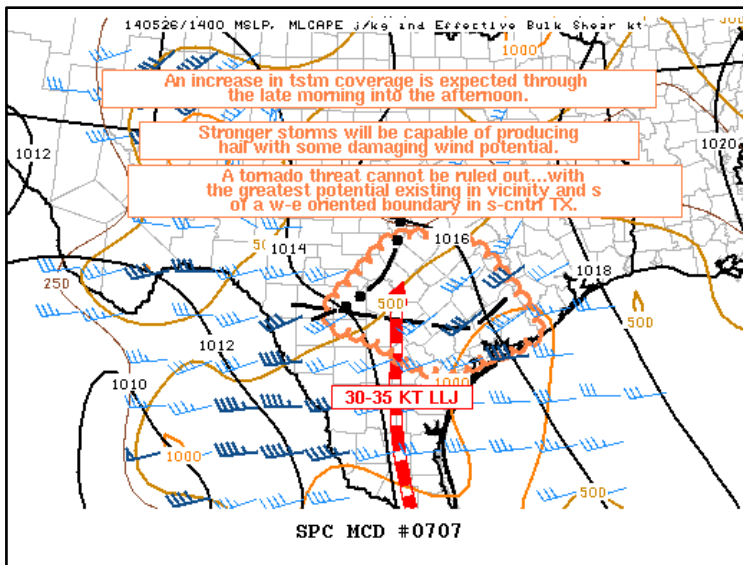 140526/1400 MSLP, MLCAPE j/kg and Effective Bulk Shear kt
1000
An increase in tstm coverage is expected through
the late morning into the afternoon.
Stronger storms will be capable of producing
hail with some damaging wind potential.
1012
1020
A tornado threat cannot be ruled out...with
the greatest potential existing in vicinity and s
of a w-e oriented boundary in s-cntrl TX.
1014
1016
1018
250
500
500
1012
1010
1000
30-35 KT LLJ
1000
500
SPC MCD #0707